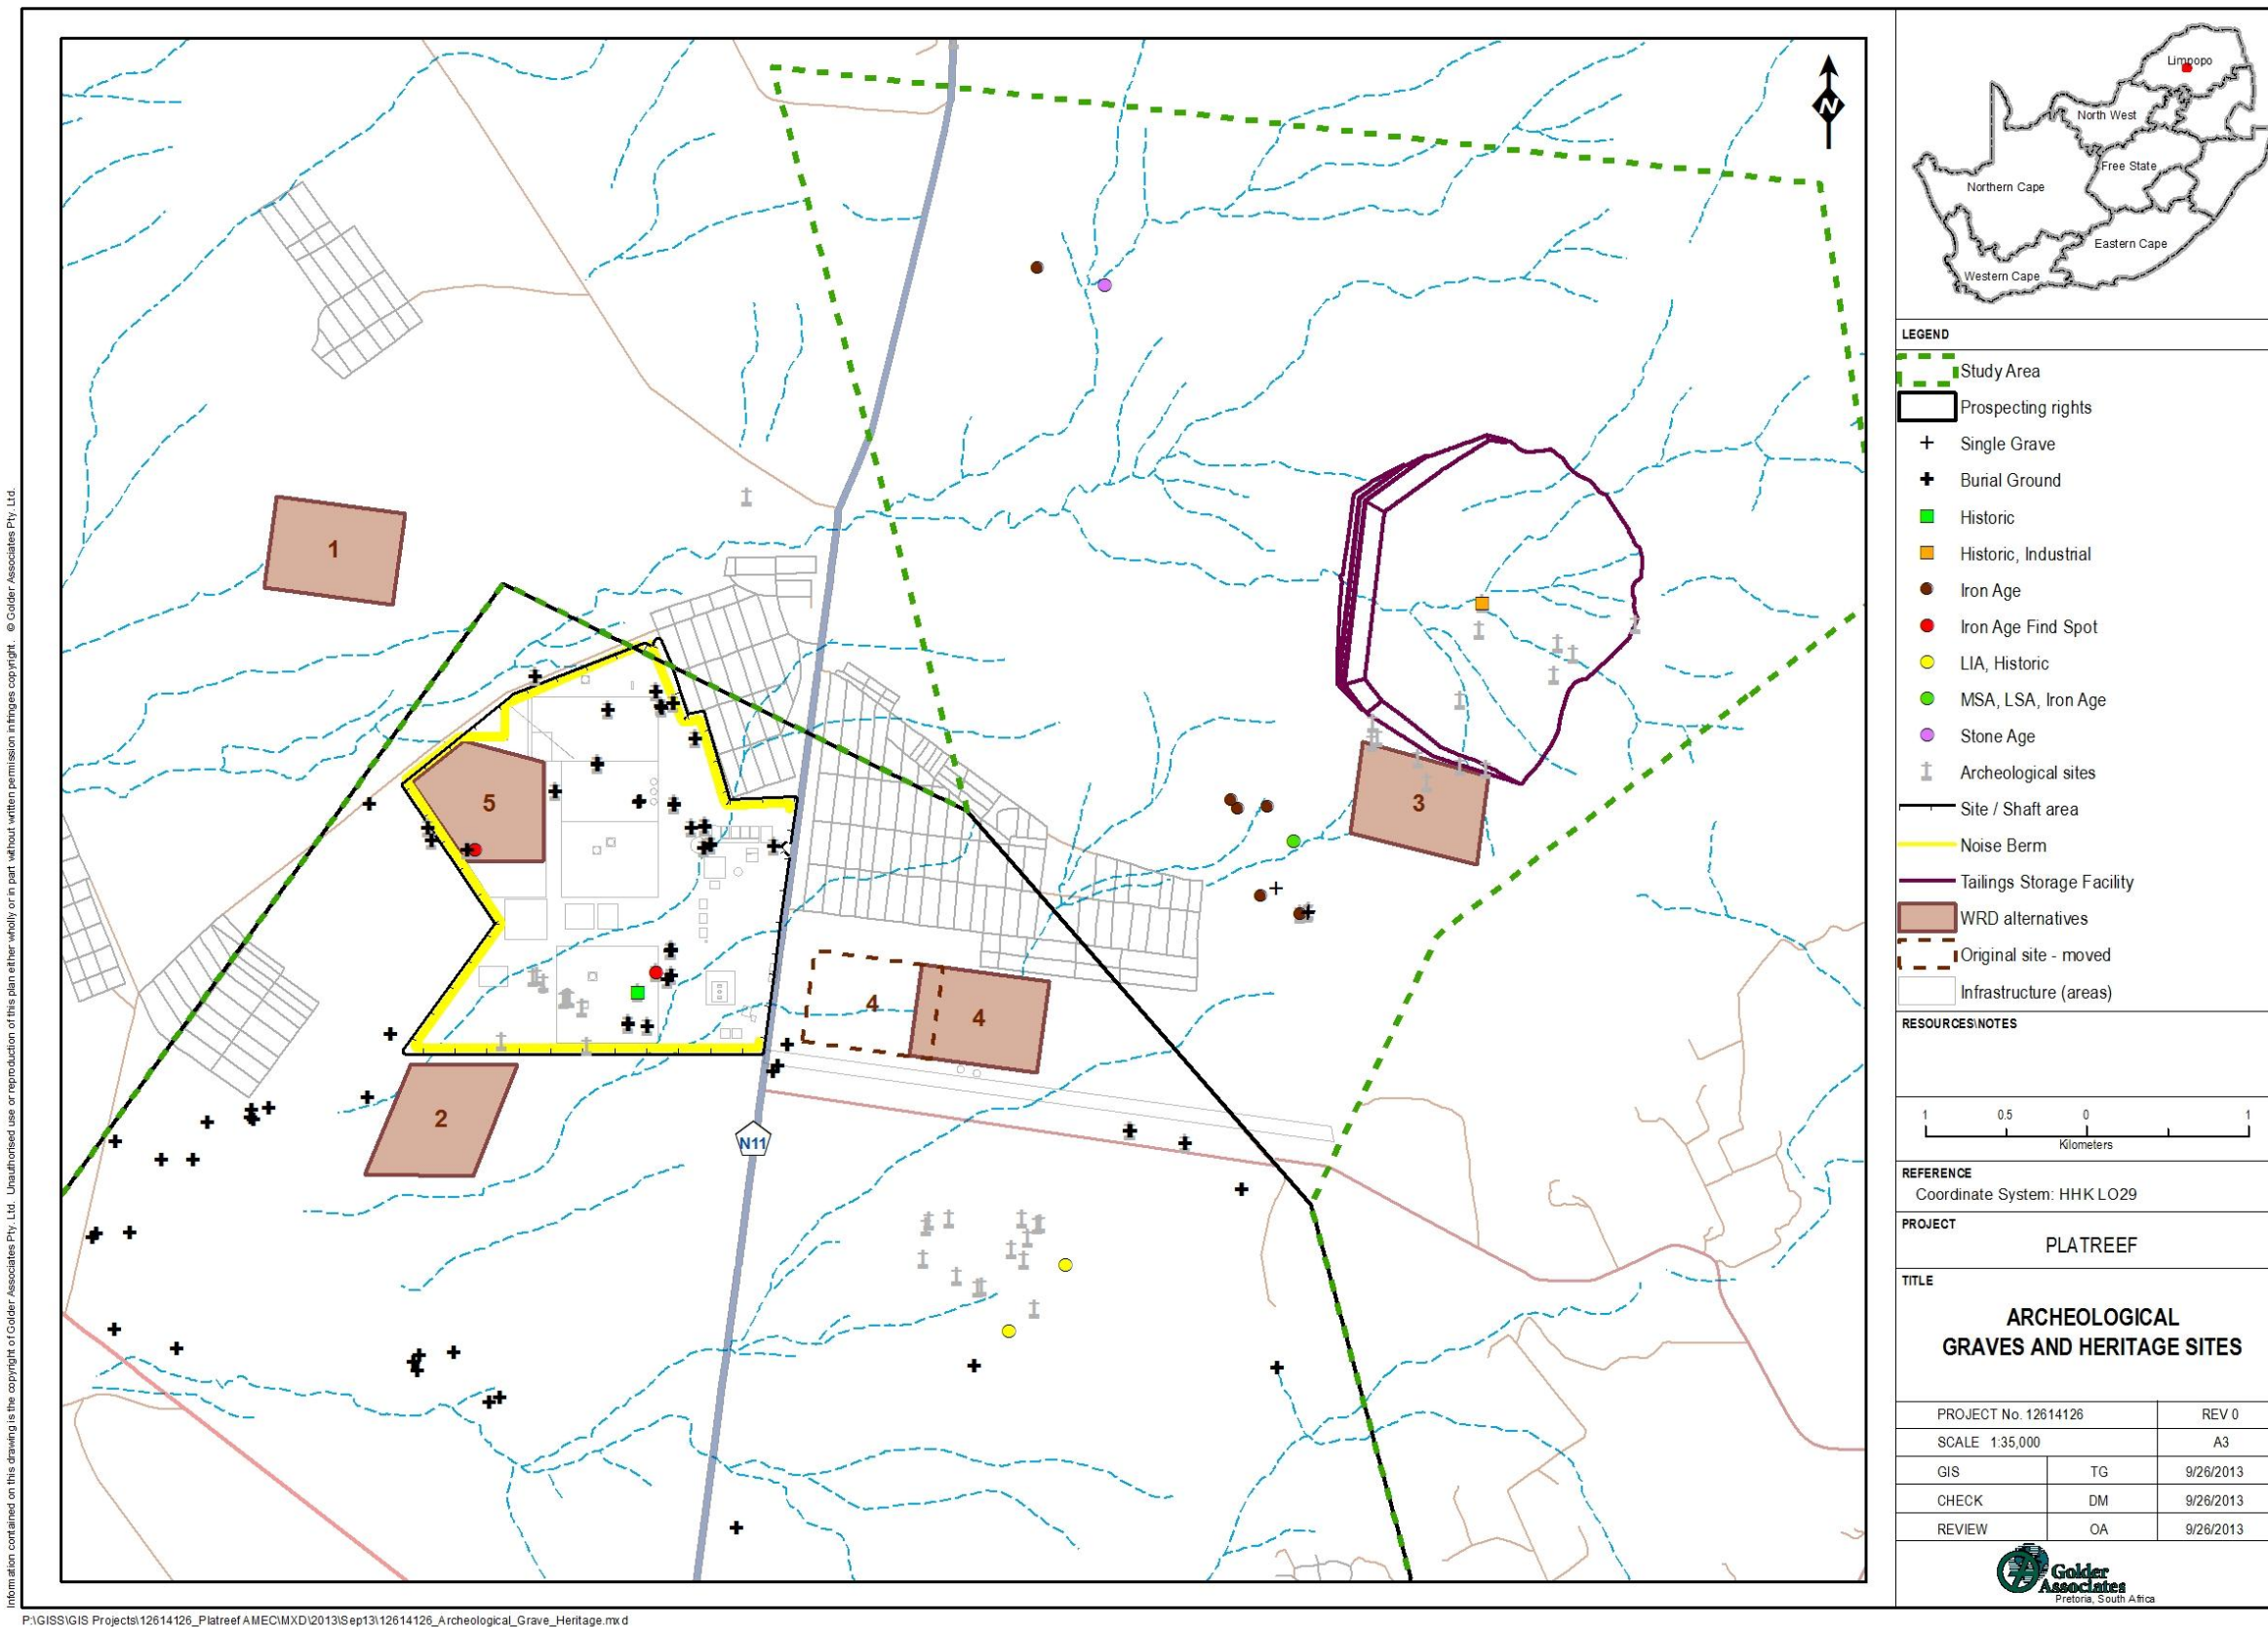 Limpopo
North West
Free State
Northern Cape
Eastern Cape
Western Cape
N
1
5
3
4
4
2
N11
LEGEND
Study Area
Prospecting rights
Single Grave
Burial Ground
Historic
Historic, Industrial
Iron Age
Iron Age Find Spot
LIA, Historic
MSA, LSA, Iron Age
Stone Age
Archeological sites
Site / Shaft area
Noise Berm
Tailings Storage Facility
WRD alternatives
Original site - moved
Infrastructure (areas)
RESOURCES\NOTES
1 0.5 0 1
Kilometers
REFERENCE
Coordinate System: HHK LO29
PROJECT
PLATREEF
TITLE
ARCHEOLOGICAL
GRAVES AND HERITAGE SITES
PROJECT No. 12614126 REV 0
SCALE 1:35,000 A3
GIS TG 9/26/2013
CHECK DM 9/26/2013
REVIEW OA 9/26/2013
Golder
Associates
Pretoria, South Africa
Information contained on this drawing is the copyright of Golder Associates Pty. Ltd. Unauthorised use or reproduction of this plan either wholly or in part without written permission infringes copyright. © Golder Associates Pty. Ltd.
P:\GISS\GIS Projects\12614126_Platreef AMEC\MXD\2013\Sep13\12614126_Archeological_Grave_Heritage.mxd